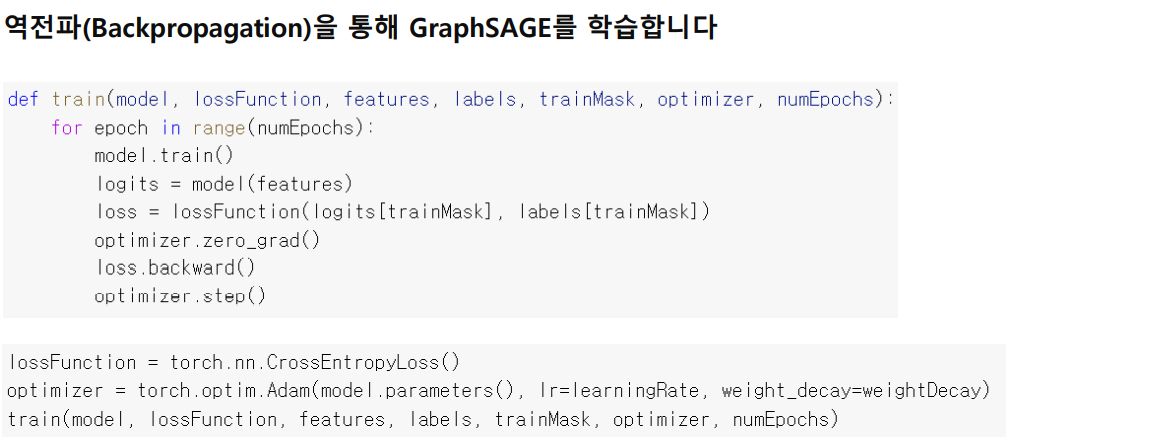 역전파(Backpropagation)을 통해 GraphSAGE를 학습합니다
def train(model, lossFunction, features, labels, trainMask, optimizer, numEpochs):
    for epoch in range(numEpochs):
        model.train()
        logits = model(features)
        loss = lossFunction(logits[trainMask], labels[trainMask])
        optimizer.zero_grad()
        loss.backward()
        optimizer.step()
lossFunction = torch.nn.CrossEntropyLoss()
optimizer = torch.optim.Adam(model.parameters(), lr=learningRate, weight_decay=weightDecay)
train(model, lossFunction, features, labels, trainMask, optimizer, numEpochs)